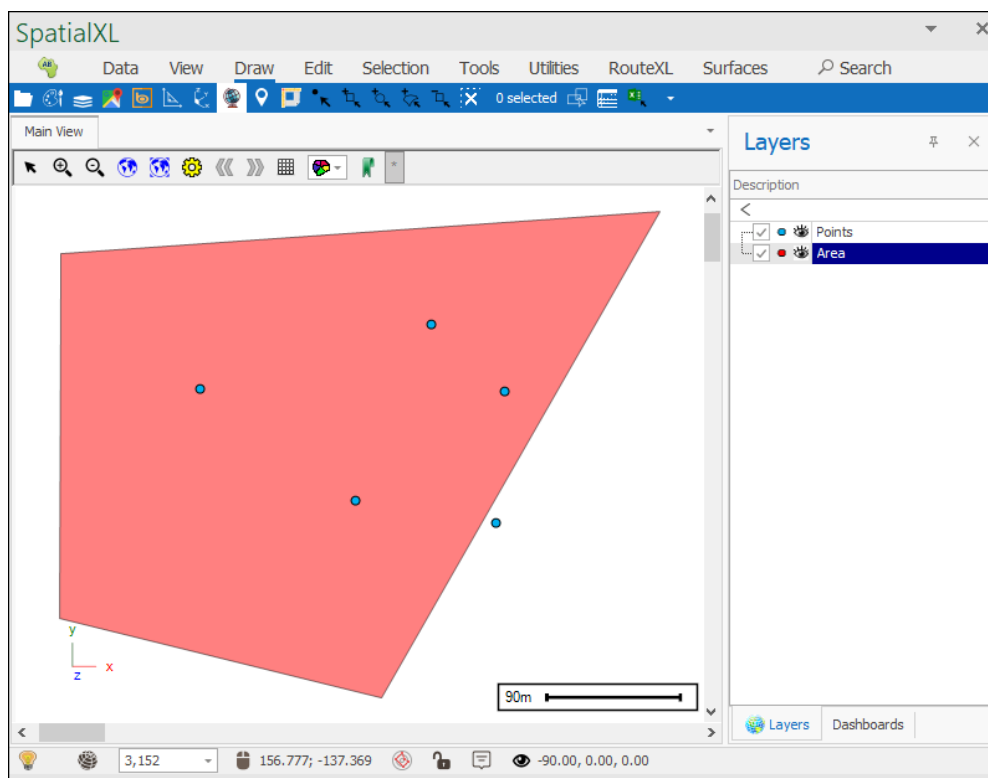 SpatialXL
AB
Data View Draw Edit Selection Tools Utilities RouteXL Surfaces Search
0 selected
Main View
Layers
Description
Points
Area
y
x
z
90m
Layers Dashboards
3,152 156.777; -137.369 -90.00, 0.00, 0.00